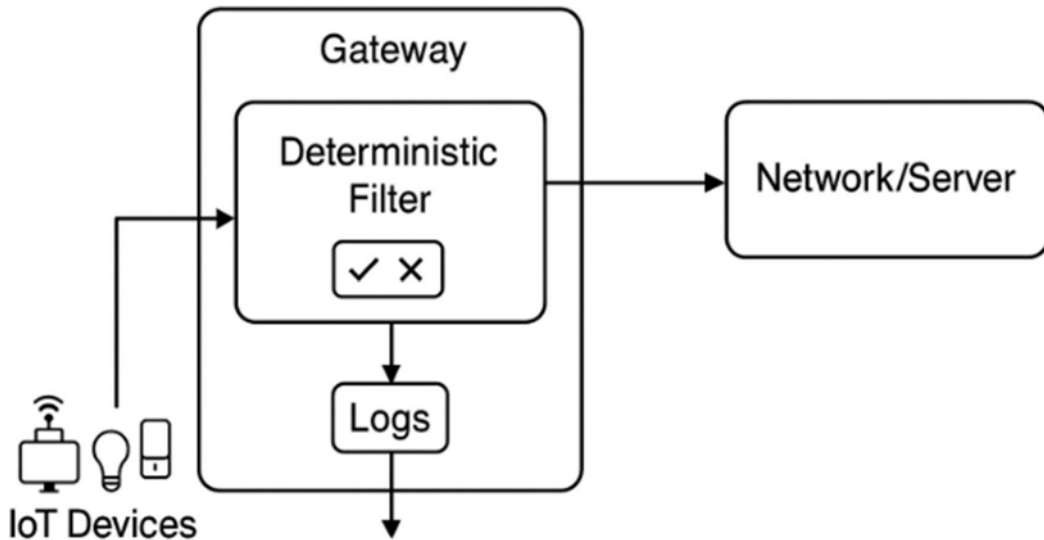 Gateway
Deterministic
Filter
✓ ×
Logs
Network/Server
IoT Devices